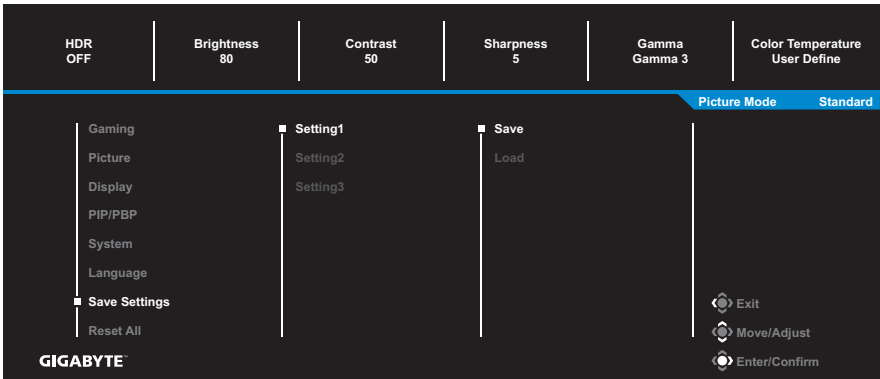 HDR
OFF
Brightness
80
Contrast
50
Sharpness
5
Gamma
Gamma 3
Color Temperature
User Define
Picture Mode Standard
Gaming
Picture
Display
PIP/PBP
System
Language
Save Settings
Reset All
Setting1
Setting2
Setting3
Save
Load
Exit
Move/Adjust
Enter/Confirm
GIGABYTE™